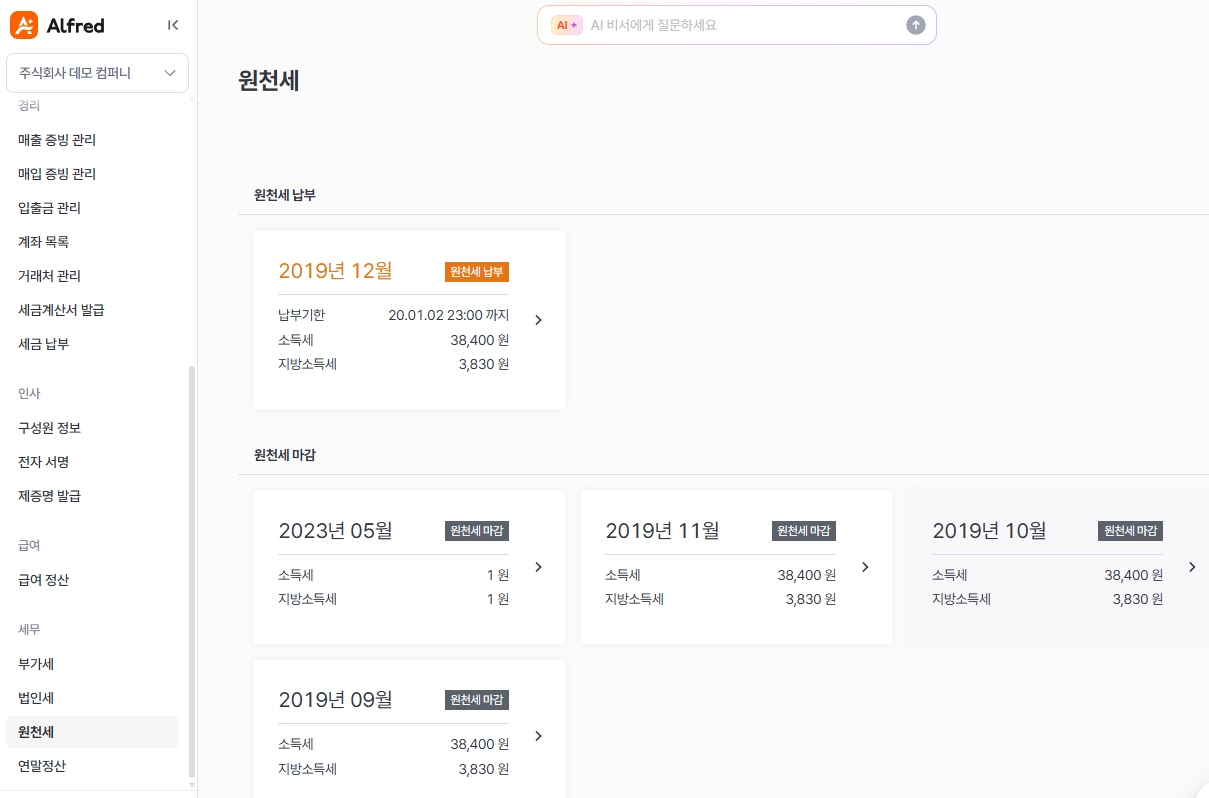 Alfred
주식회사 데모 컴퍼니
경리
매출 증빙 관리
매입 증빙 관리
입출금 관리
계좌 목록
거래처 관리
세금계산서 발급
세금 납부
인사
구성원 정보
전자 서명
제증명 발급
급여
급여 정산
세무
부가세
법인세
원천세
연말정산
AI AI 비서에게 질문하세요
원천세
원천세 납부
2019년 12월 원천세 납부
납부기한 20.01.02 23:00 까지
소득세 38,400 원
지방소득세 3,830 원
원천세 마감
2023년 05월 원천세 마감
소득세 1 원
지방소득세 1 원
2019년 11월 원천세 마감
소득세 38,400 원
지방소득세 3,830 원
2019년 10월 원천세 마감
소득세 38,400 원
지방소득세 3,830 원
2019년 09월 원천세 마감
소득세 38,400 원
지방소득세 3,830 원